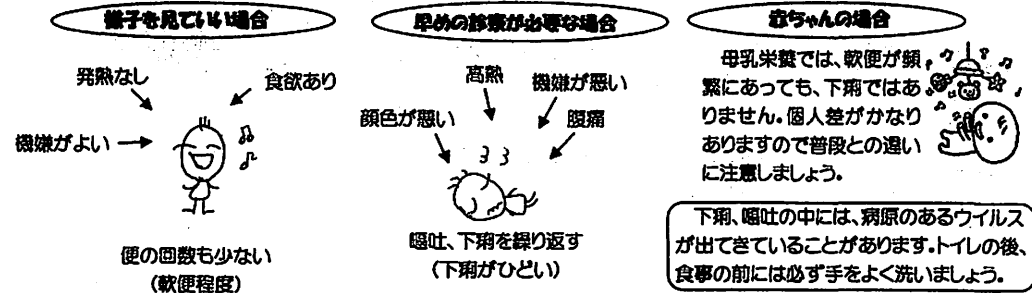 様子を見ていい場合
発熱なし
食欲あり
機嫌がよい
便の回数も少ない
(軟便程度)
早めの診療が必要な場合
高熱
機嫌が悪い
顔色が悪い
腹痛
嘔吐、下痢を繰り返す
(下痢がひどい)
赤ちゃんの場合
母乳栄養では、軟便が頻
繁にあっても、下痢ではあ
りません。個人差がかなり
ありますので普段との違い
に注意しましょう。
下痢、嘔吐の中には、病原のあるウイルス
が出てきていることがあります。トイレの後、
食事の前には必ず手をよく洗いましょう。